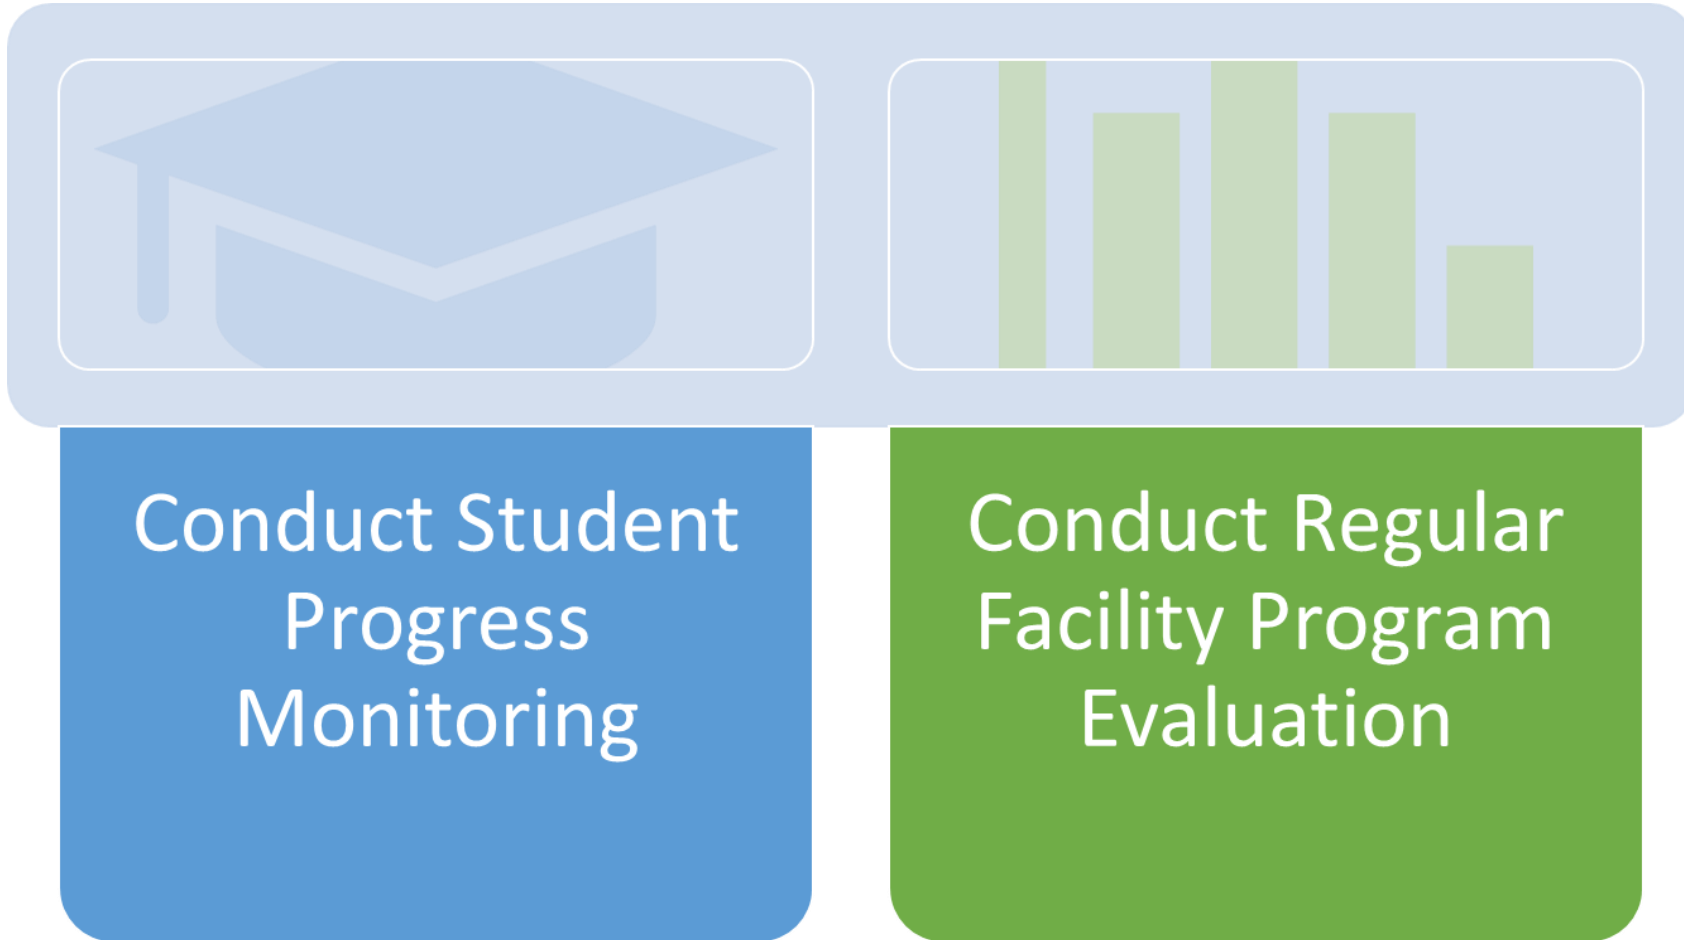 Conduct Student
Progress
Monitoring
Conduct Regular
Facility Program
Evaluation